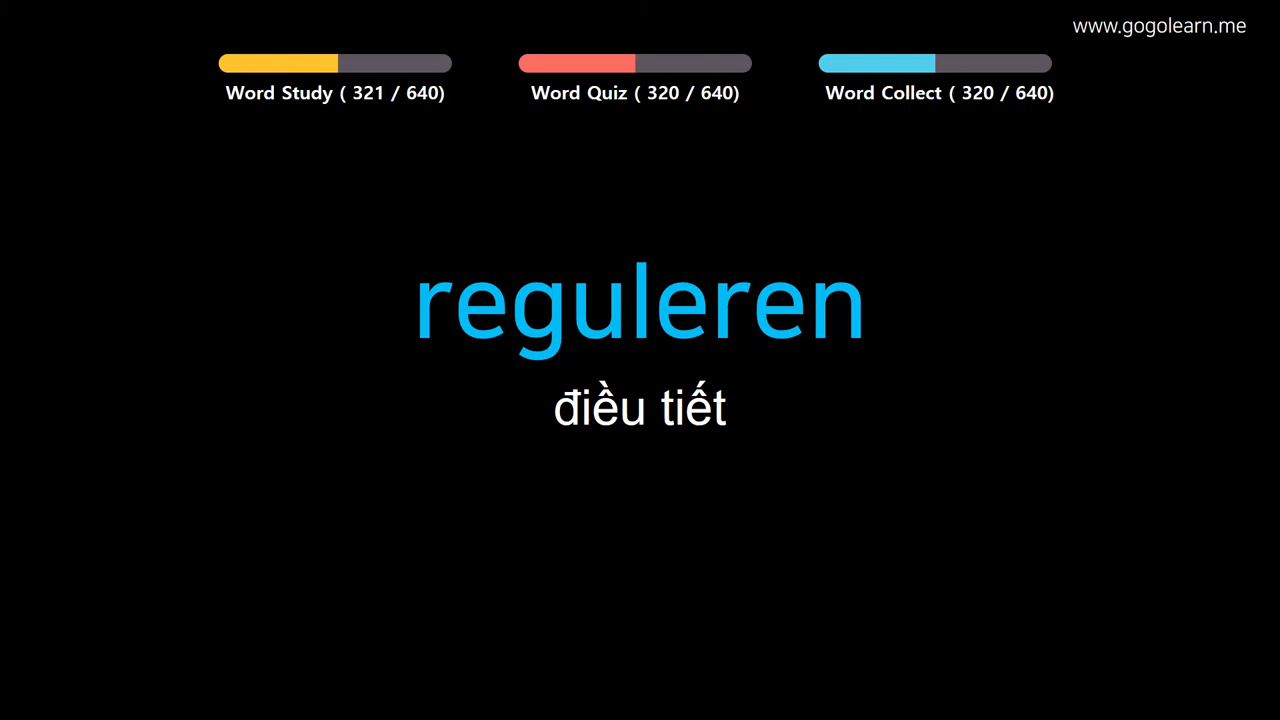 www.gogolearn.me
Word Study ( 321 / 640)
Word Quiz ( 320 / 640)
Word Collect ( 320 / 640)
reguleren
điều tiết